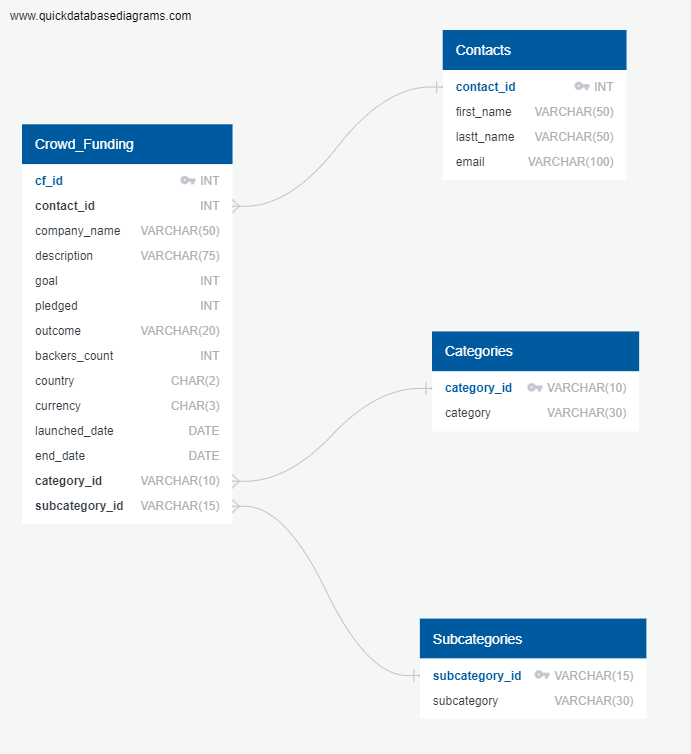 www.quickdatabasediagrams.com
Contacts
contact_id INT
first_name VARCHAR(50)
lastt_name VARCHAR(50)
email VARCHAR(100)
Crowd_Funding
cf_id INT
contact_id INT
company_name VARCHAR(50)
description VARCHAR(75)
goal INT
pledged INT
outcome VARCHAR(20)
backers_count INT
country CHAR(2)
currency CHAR(3)
launched_date DATE
end_date DATE
category_id VARCHAR(10)
subcategory_id VARCHAR(15)
Categories
category_id VARCHAR(10)
category VARCHAR(30)
Subcategories
subcategory_id VARCHAR(15)
subcategory VARCHAR(30)